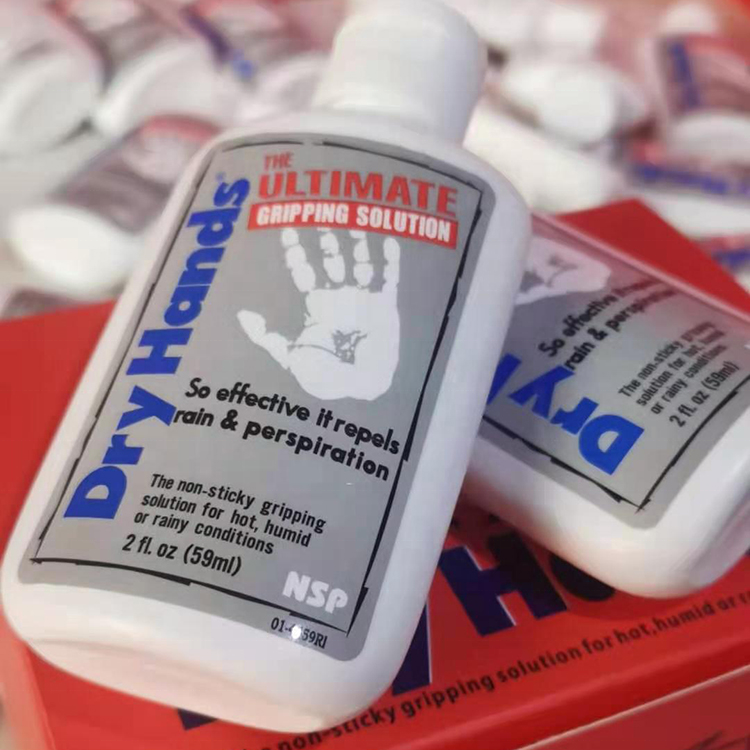 THE
ULTIMATE
GRIPPING SOLUTION
Dry Hands®
So effective it repels
rain & perspiration
The non-sticky gripping
solution for hot, humid
or rainy conditions
2 fl. oz (59ml)
NSP
So effective it
rain & perspiration
The non-sticky gripping
solution for hot, humid
or rainy conditions
2 fl. oz (59ml)
Dry
non-sticky gripping solution for hot, humid or